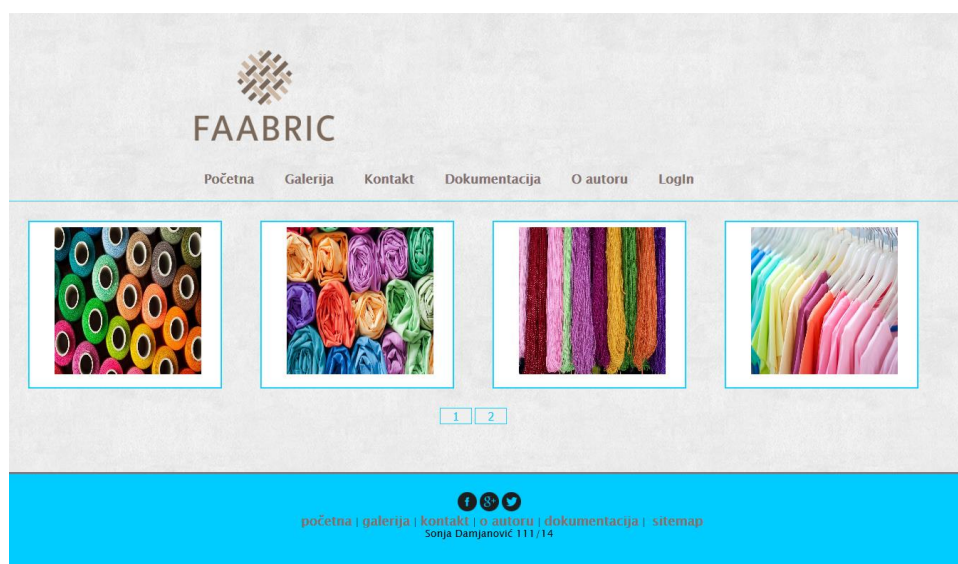 FAABRIC
Početna Galerija Kontakt Dokumentacija O autoru LogIn
1 2
f g+
početna | galerija | kontakt | o autoru | dokumentacija | sitemap
Sonja Damjanović 111/14